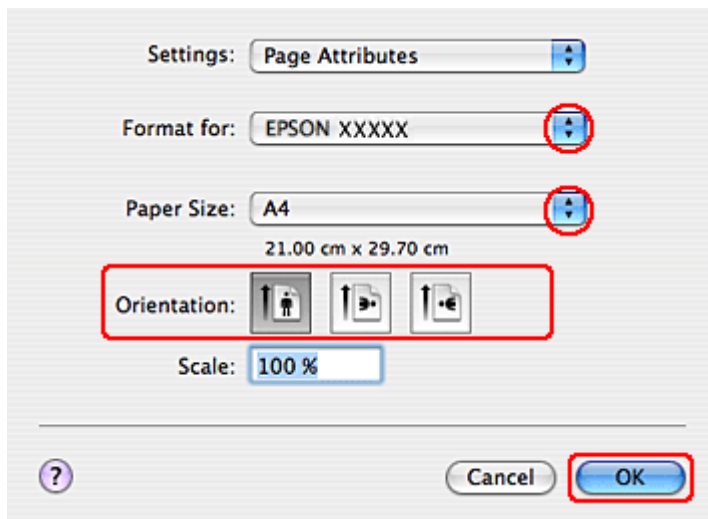 Settings: Page Attributes
Format for: EPSON XXXXX
Paper Size: A4
21.00 cm x 29.70 cm
Orientation:
Scale: 100 %
? Cancel OK